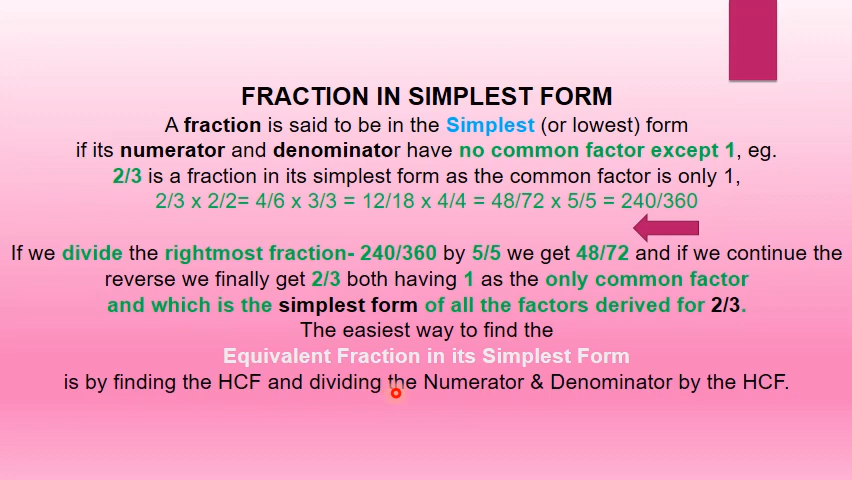 FRACTION IN SIMPLEST FORM
A fraction is said to be in the Simplest (or lowest) form
if its numerator and denominator have no common factor except 1, eg.
2/3 is a fraction in its simplest form as the common factor is only 1,
2/3 x 2/2= 4/6 x 3/3 = 12/18 x 4/4 = 48/72 x 5/5 = 240/360
If we divide the rightmost fraction- 240/360 by 5/5 we get 48/72 and if we continue the
reverse we finally get 2/3 both having 1 as the only common factor
and which is the simplest form of all the factors derived for 2/3.
The easiest way to find the
Equivalent Fraction in its Simplest Form
is by finding the HCF and dividing the Numerator & Denominator by the HCF.